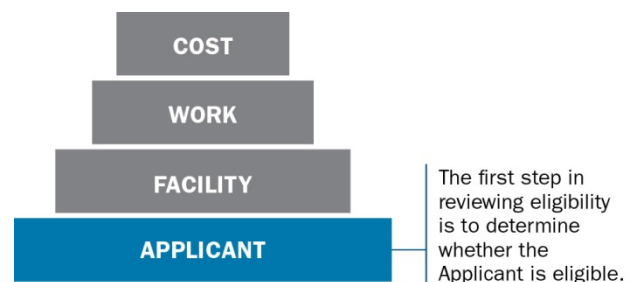 COST
WORK
FACILITY
APPLICANT
The first step in
reviewing eligibility
is to determine
whether the
Applicant is eligible.